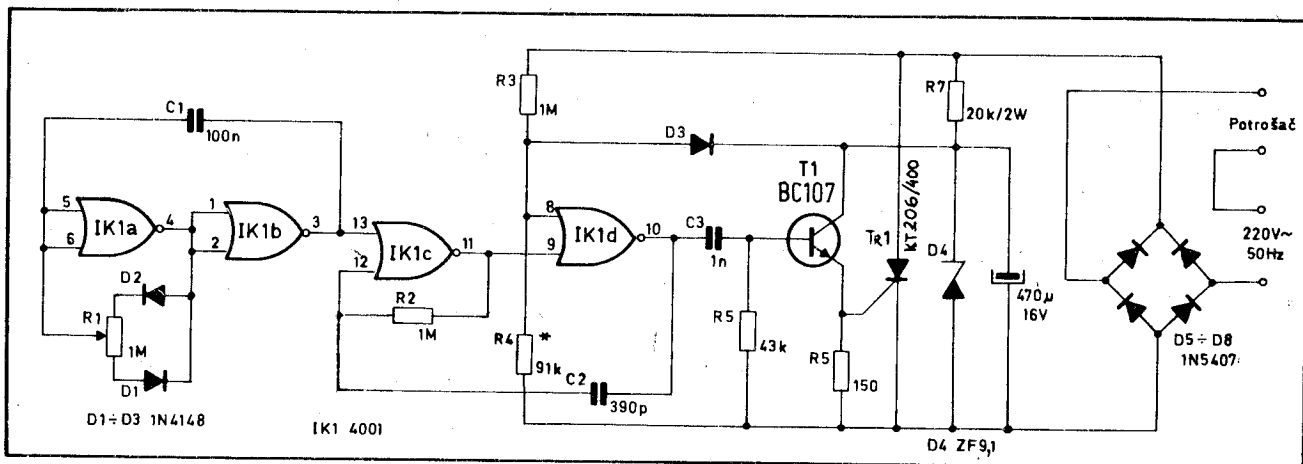 C1
100n
5
6
IK1a
4
1
2
IK1b
3
13
12
IK1c
11
D2
R1
1M
D1
D1÷D3 1N4148
IK1 4001
R2
1M
R3
1M
8
9
IK1d
10
R4 *
91k
C2
390p
D3
C3
1n
T1
BC107
R5
43k
R5
150
TR1
KT206/400
R7
20k/2W
D4
470µ
16V
D4 ZF9,1
Potrošač
220V~
50Hz
D5÷D8
1N5407